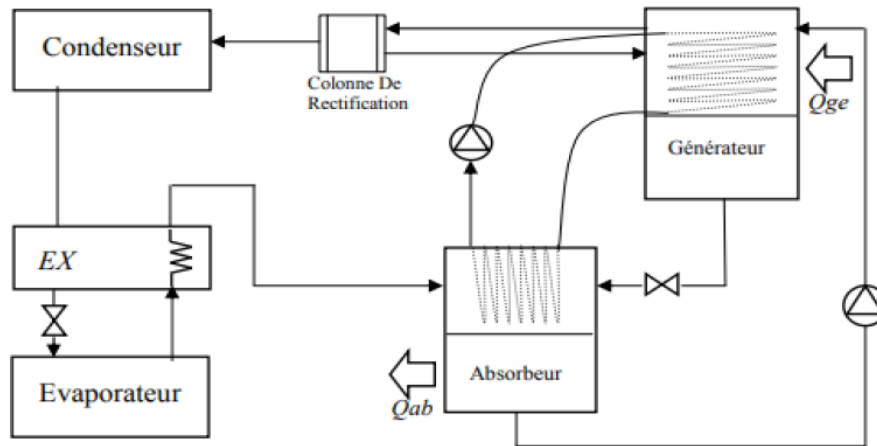 Condenseur
Colonne De
Rectification
Qge
Générateur
EX
Evaporateur
Absorbeur
Qab